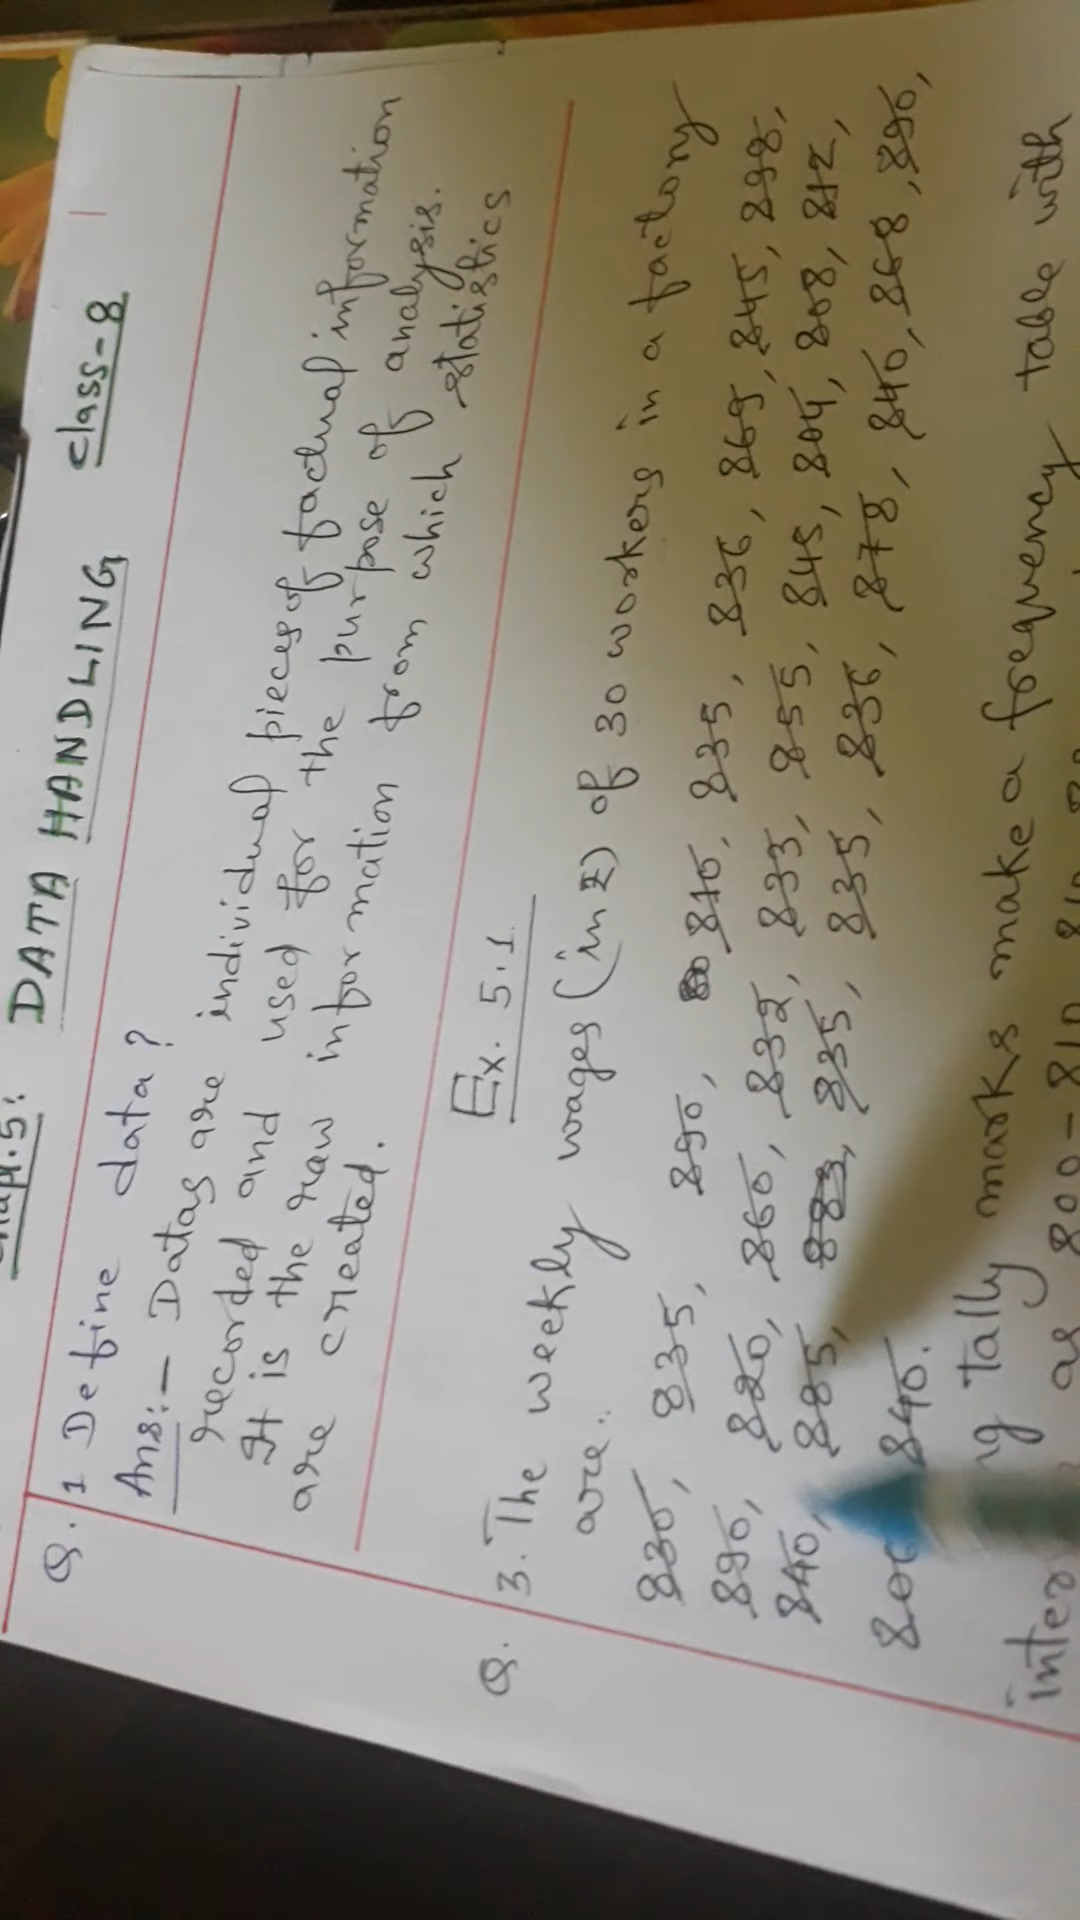 Chapt.5: DATA HANDLING class-8
Q.1 Define data?
Ans:- Datas are individual pieces of factual information
recorded and used for the purpose of analysis.
It is the raw information from which statistics
are created.
Ex. 5.1
Q. 3. The weekly wages (in ₹) of 30 workers in a factory
are.
830, 835, 890, 810, 835, 836, 869, 845, 898,
890, 820, 860, 832, 833, 855, 845, 804, 808, 812,
840, 885, 835, 835, 836, 878, 840, 868, 890,
840.
tally marks make a frequency table with
as 800-810